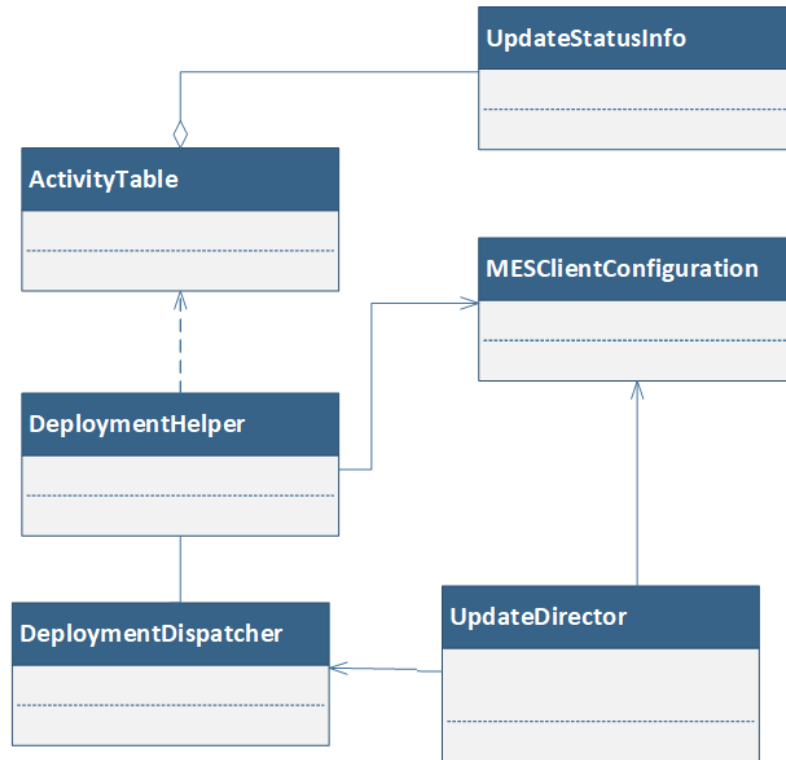 UpdateStatusInfo
ActivityTable
MESClientConfiguration
DeploymentHelper
DeploymentDispatcher
UpdateDirector